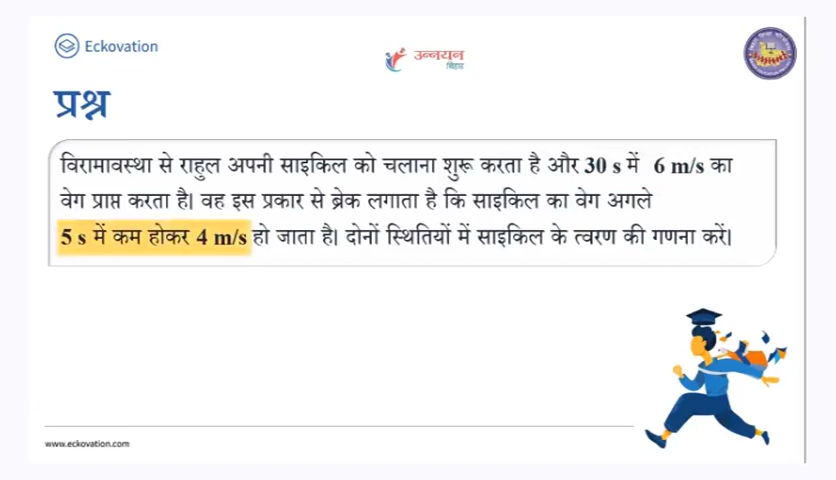 Eckovation
उन्नयन
बिहार
प्रश्न
विरामावस्था से राहुल अपनी साइकिल को चलाना शुरू करता है और 30 s में 6 m/s का
वेग प्राप्त करता है। वह इस प्रकार से ब्रेक लगाता है कि साइकिल का वेग अगले
5 s में कम होकर 4 m/s हो जाता है। दोनों स्थितियों में साइकिल के त्वरण की गणना करें।
www.eckovation.com